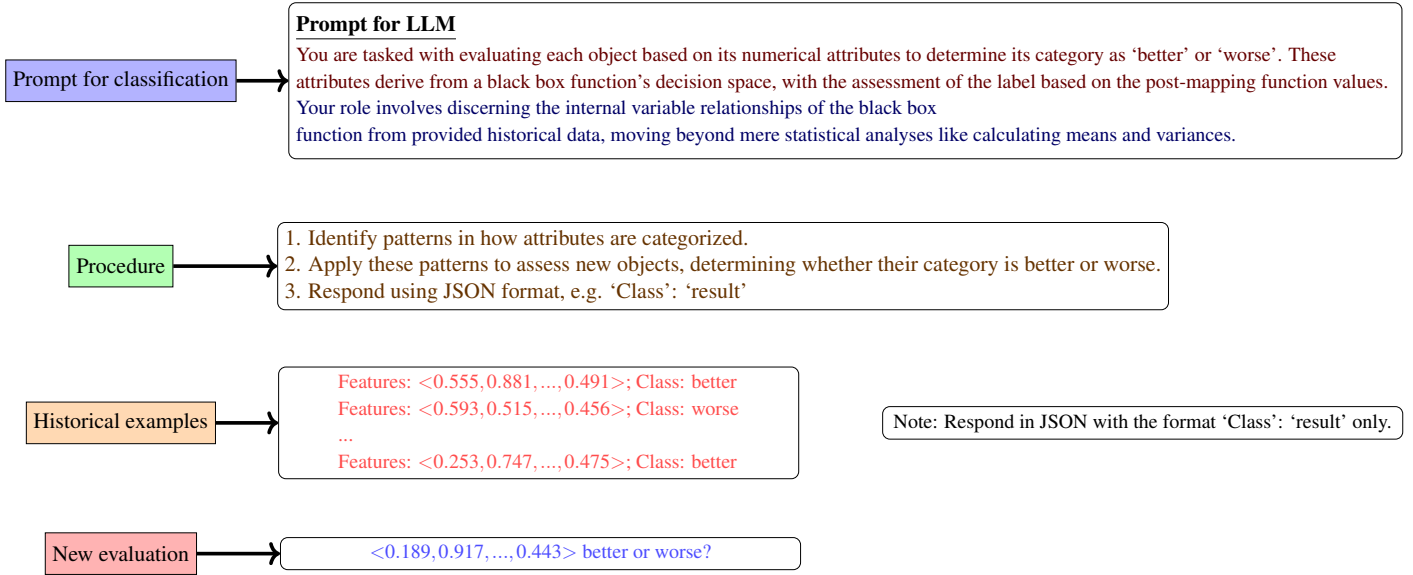 Prompt for LLM
Prompt for classification
You are tasked with evaluating each object based on its numerical attributes to determine its category as ‘better’ or ‘worse’. These
attributes derive from a black box function’s decision space, with the assessment of the label based on the post-mapping function values.
Your role involves discerning the internal variable relationships of the black box
function from provided historical data, moving beyond mere statistical analyses like calculating means and variances.
Procedure
1. Identify patterns in how attributes are categorized.
2. Apply these patterns to assess new objects, determining whether their category is better or worse.
3. Respond using JSON format, e.g. ‘Class’: ‘result’
Historical examples
Features: <0.555,0.881,...,0.491>; Class: better
Features: <0.593,0.515,...,0.456>; Class: worse
...
Features: <0.253,0.747,...,0.475>; Class: better
Note: Respond in JSON with the format ‘Class’: ‘result’ only.
New evaluation
<0.189,0.917,...,0.443> better or worse?